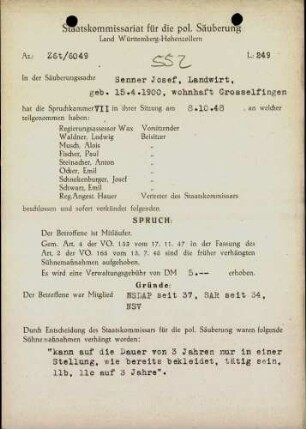 Staatskommissariat für die pol. Säuberung
Land Württemberg-Hohenzollern
Az: Z6t/6049
SSZ
L: 249
In der Säuberungssache Senner Josef, Landwirt,
geb. 15.4.1900, wohnhaft Grosselfingen
hat die Spruchkammer VII in ihrer Sitzung am 8.10.48 , an welcher
teilgenommen haben:
Regierungsassessor Wax Vorsitzender
Waldner, Ludwig Beisitzer
Musch, Alois "
Fischer, Paul "
Steinacher, Anton "
Otker, Emil "
Schneckenburger, Josef "
Schwarz, Emil "
Reg.Angest. Hauer Vertreter des Staatskommissars
beschlossen und sofort verkündet folgenden
SPRUCH:
Der Betroffene ist Mitläufer.
Gem. Art. 4 der VO. 133 vom 17. 11. 47 in der Fassung des
Art. 2 der VO. 165 vom 13. 7. 48 sind die früher verhängten
Sühnemaßnahmen aufgehoben.
Es wird eine Verwaltungsgebühr von DM 5.-- erhoben.
Gründe:
Der Betroffene war Mitglied NSDAP seit 37, SAR seit 34,
NSV
Durch Entscheidung des Staatskommissars für die pol. Säuberung waren folgende
Sühnemaßnahmen verhängt worden:
"kann auf die Dauer von 3 Jahren nur in einer
Stellung, wie bereits bekleidet, tätig sein,
11b, 11c auf 3 Jahre".